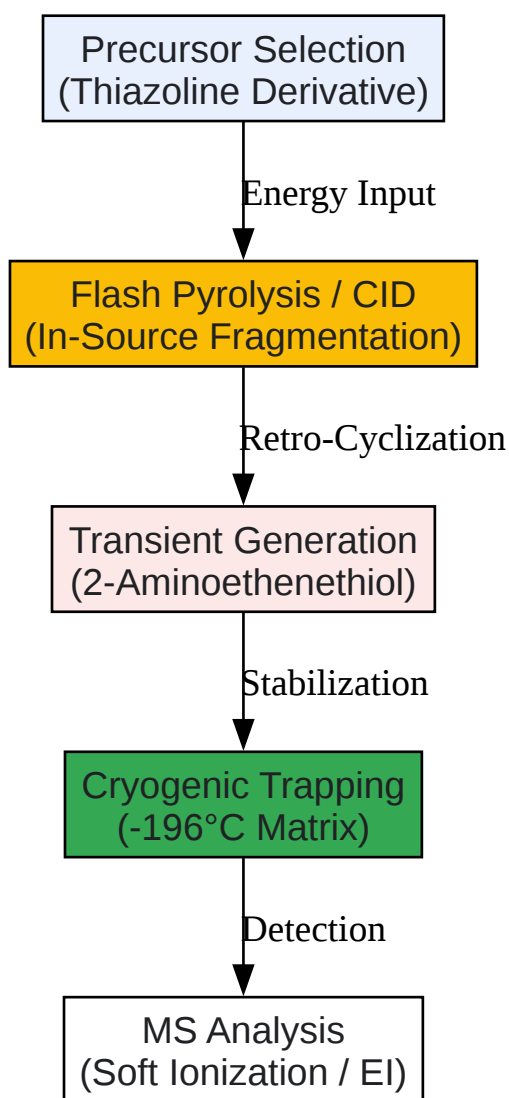 Precursor Selection
(Thiazoline Derivative)
Energy Input
Flash Pyrolysis / CID
(In-Source Fragmentation)
Retro-Cyclization
Transient Generation
(2-Aminoethenethiol)
Stabilization
Cryogenic Trapping
(-196°C Matrix)
Detection
MS Analysis
(Soft Ionization / EI)